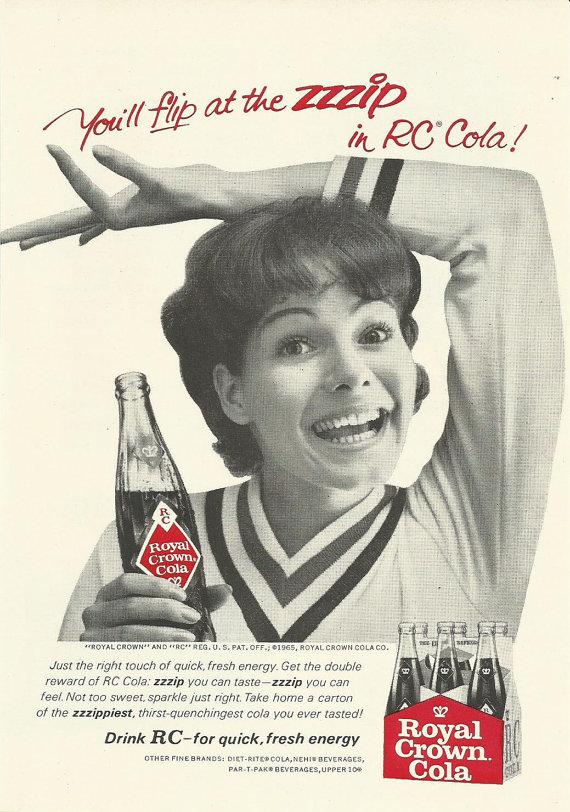 You'll flip at the zzzip
in RC® Cola!
R
C
Royal
Crown®
Cola
"ROYAL CROWN" AND "RC" REG. U. S. PAT. OFF.; ©1965, ROYAL CROWN COLA CO.
Just the right touch of quick, fresh energy. Get the double
reward of RC Cola: zzzip you can taste—zzzip you can
feel. Not too sweet, sparkle just right. Take home a carton
of the zzzippiest, thirst-quenchingest cola you ever tasted!
Drink RC–for quick, fresh energy
OTHER FINE BRANDS: DIET-RITE® COLA, NEHI® BEVERAGES,
PAR-T-PAK® BEVERAGES, UPPER 10®
Royal
Crown®
Cola